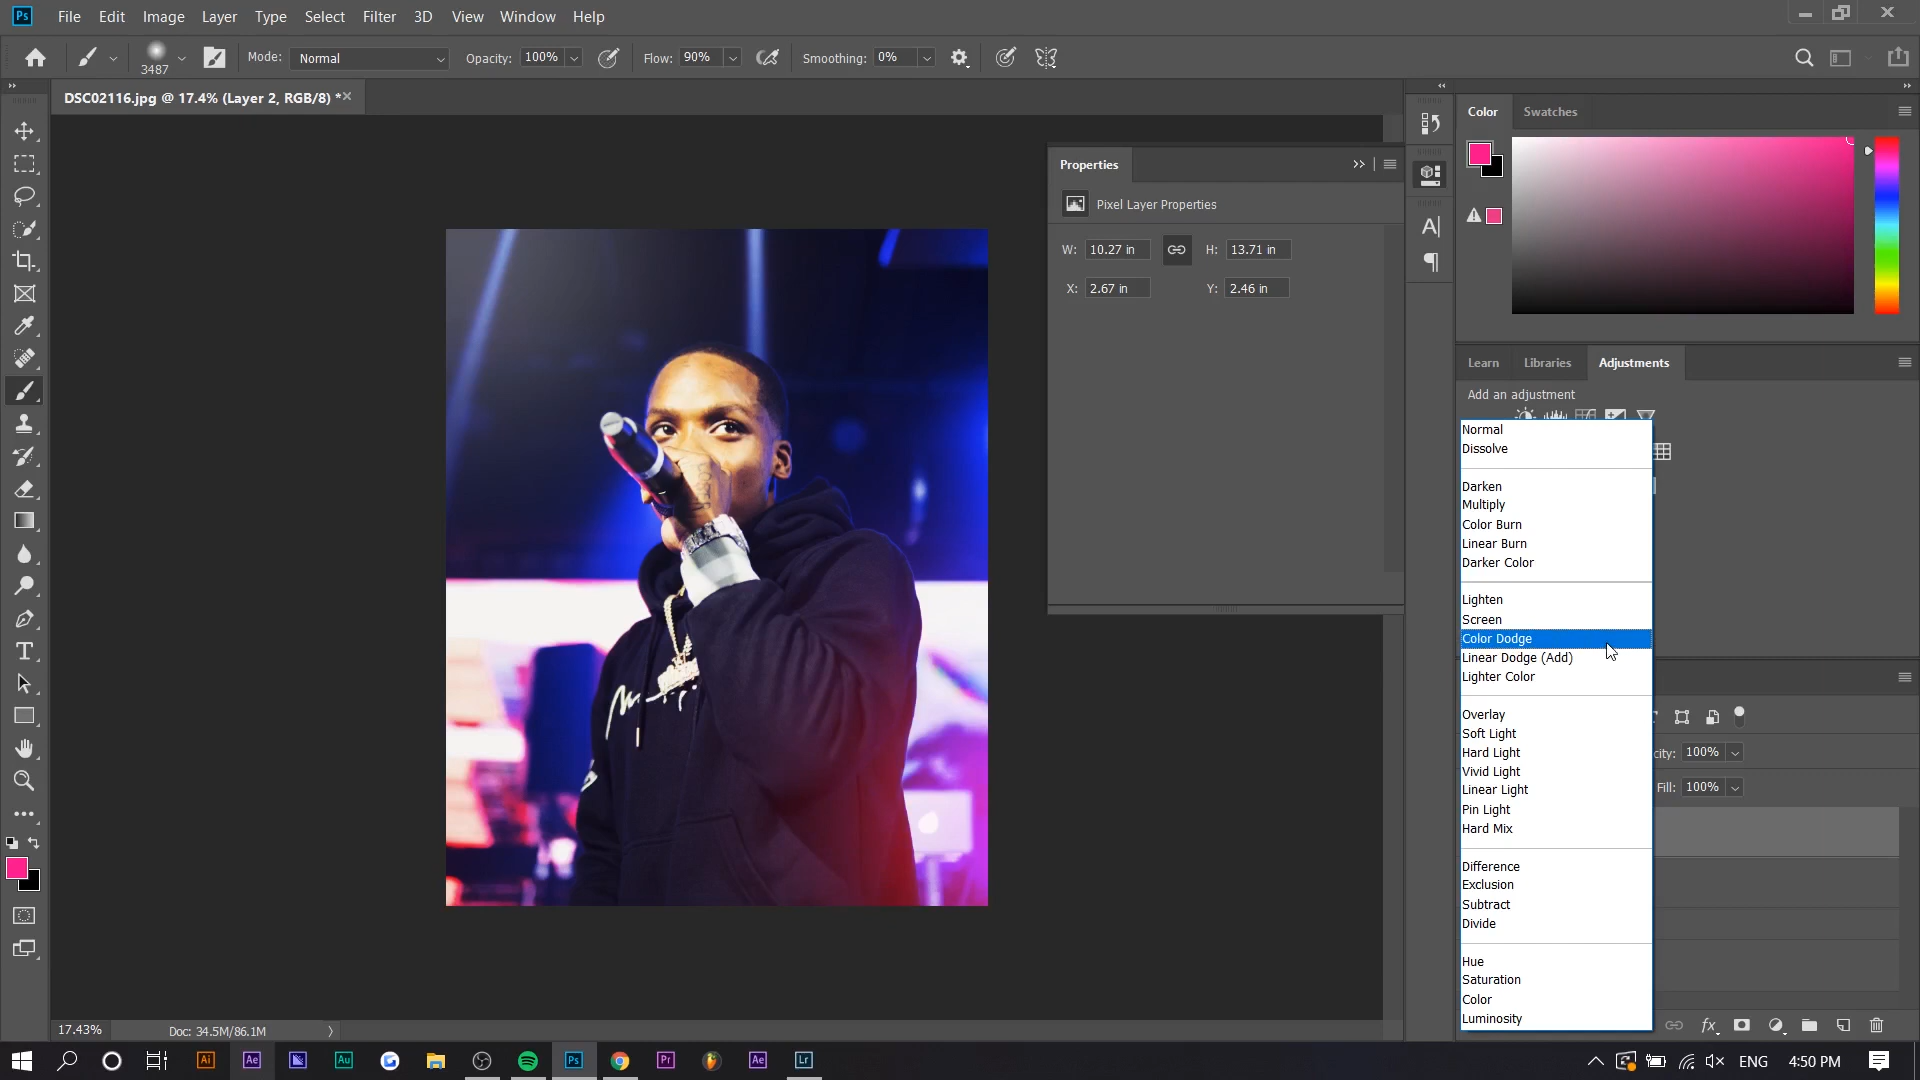 Ps File Edit Image Layer Type Select Filter 3D View Window Help
3487 Mode: Normal Opacity: 100% Flow: 90% Smoothing: 0%
DSC02116.jpg @ 17.4% (Layer 2, RGB/8) *
Properties
Pixel Layer Properties
W: 10.27 in H: 13.71 in
X: 2.67 in Y: 2.46 in
Color Swatches
Learn Libraries Adjustments
Add an adjustment
Normal
Dissolve
Darken
Multiply
Color Burn
Linear Burn
Darker Color
Lighten
Screen
Color Dodge
Linear Dodge (Add)
Lighter Color
Overlay
Soft Light
Hard Light
Vivid Light
Linear Light
Pin Light
Hard Mix
Difference
Exclusion
Subtract
Divide
Hue
Saturation
Color
Luminosity
city: 100%
Fill: 100%
fx
17.43% Doc: 34.5M/86.1M
Ai Ae Au Ps Pr Ae Lr ENG 4:50 PM